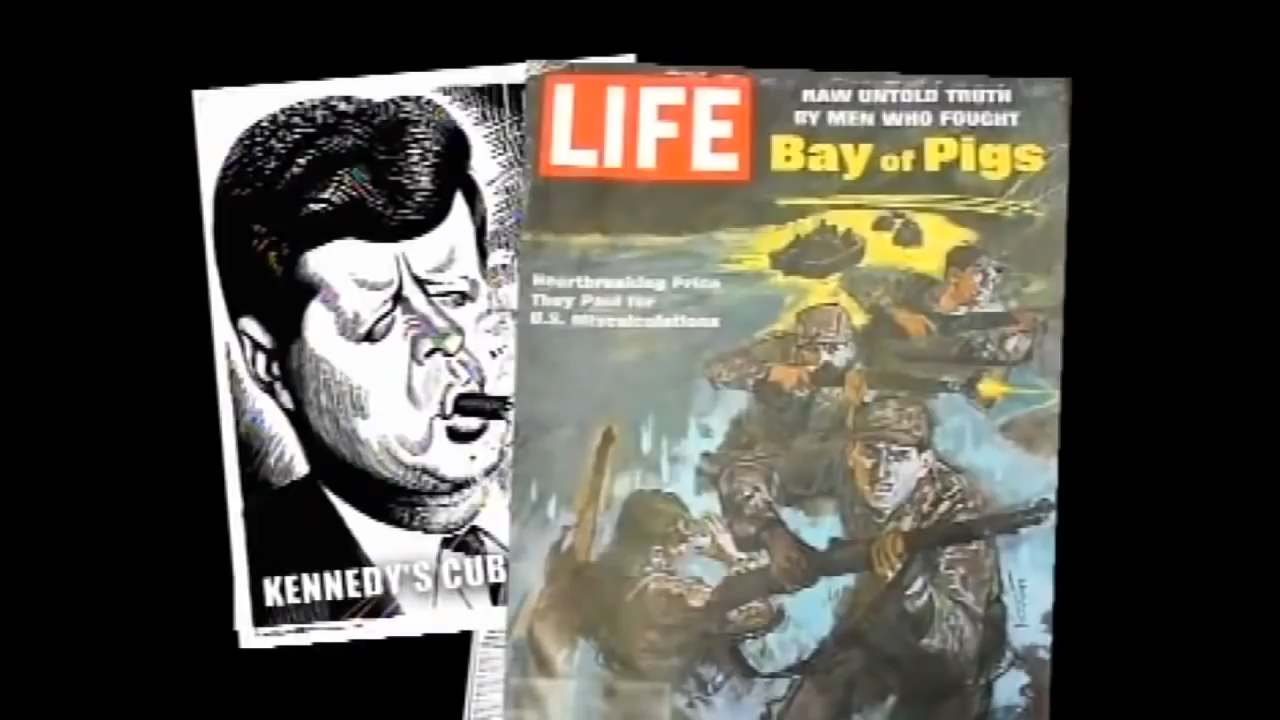 KENNEDY'S CUB
LIFE
RAW UNTOLD TRUTH
BY MEN WHO FOUGHT
Bay of Pigs
Heartbreaking Price
They Paid for
U.S. Miscalculations